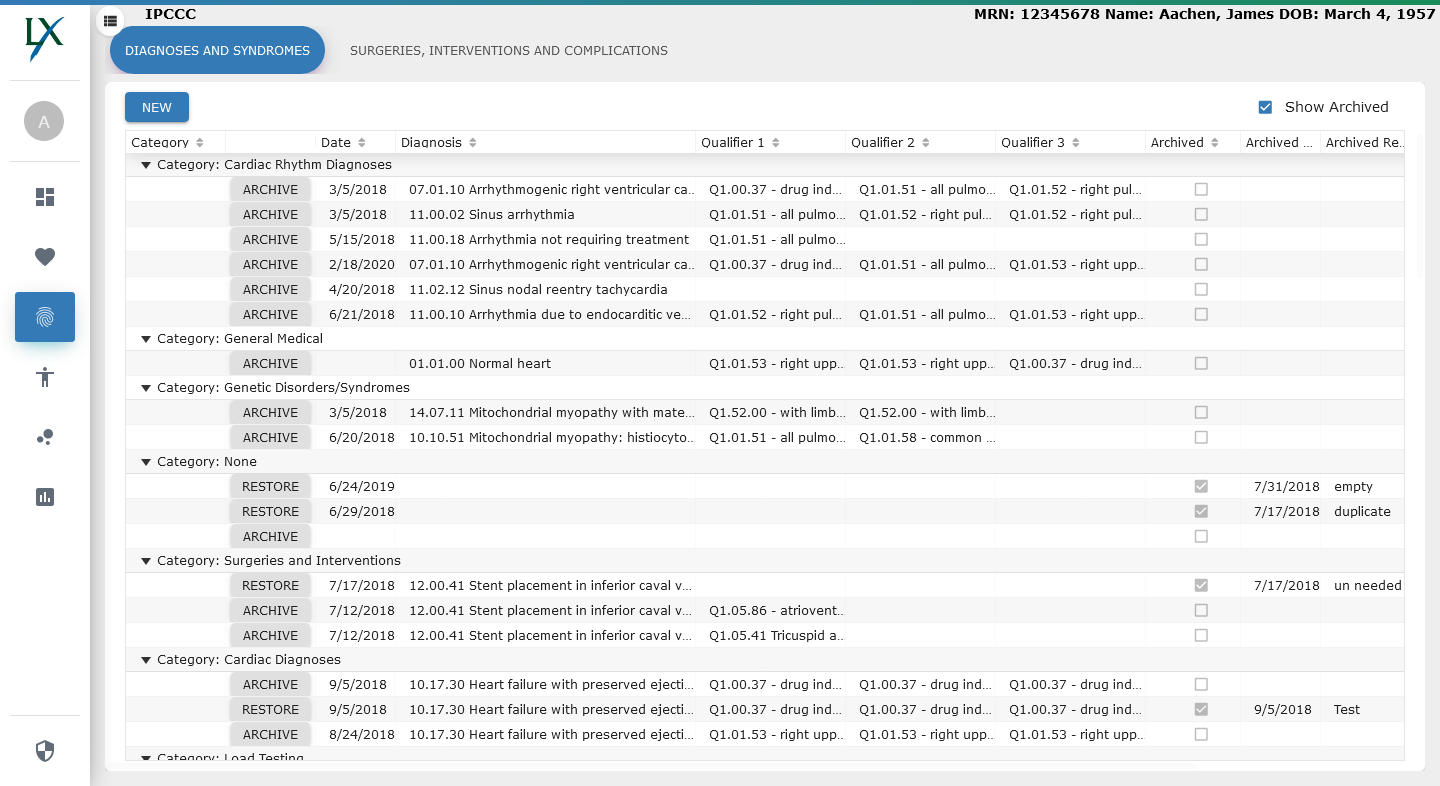 IPCCC MRN: 12345678 Name: Aachen, James DOB: March 4, 1957
LX
DIAGNOSES AND SYNDROMES SURGERIES, INTERVENTIONS AND COMPLICATIONS
A
NEW Show Archived
Category Date Diagnosis Qualifier 1 Qualifier 2 Qualifier 3 Archived Archived ... Archived Re...
Category: Cardiac Rhythm Diagnoses
ARCHIVE 3/5/2018 07.01.10 Arrhythmogenic right ventricular ca... Q1.00.37 - drug ind... Q1.01.51 - all pulmo... Q1.01.52 - right pul...
ARCHIVE 3/5/2018 11.00.02 Sinus arrhythmia Q1.01.51 - all pulmo... Q1.01.52 - right pul... Q1.01.52 - right pul...
ARCHIVE 5/15/2018 11.00.18 Arrhythmia not requiring treatment Q1.01.51 - all pulmo...
ARCHIVE 2/18/2020 07.01.10 Arrhythmogenic right ventricular ca... Q1.00.37 - drug ind... Q1.01.51 - all pulmo... Q1.01.53 - right upp...
ARCHIVE 4/20/2018 11.02.12 Sinus nodal reentry tachycardia
ARCHIVE 6/21/2018 11.00.10 Arrhythmia due to endocarditic ve... Q1.01.52 - right pul... Q1.01.51 - all pulmo... Q1.01.53 - right upp...
Category: General Medical
ARCHIVE 01.01.00 Normal heart Q1.01.53 - right upp... Q1.01.53 - right upp... Q1.00.37 - drug ind...
Category: Genetic Disorders/Syndromes
ARCHIVE 3/5/2018 14.07.11 Mitochondrial myopathy with mate... Q1.52.00 - with limb... Q1.52.00 - with limb...
ARCHIVE 6/20/2018 10.10.51 Mitochondrial myopathy: histiocyto... Q1.01.51 - all pulmo... Q1.01.58 - common ...
Category: None
RESTORE 6/24/2019 7/31/2018 empty
RESTORE 6/29/2018 7/17/2018 duplicate
ARCHIVE
Category: Surgeries and Interventions
RESTORE 7/17/2018 12.00.41 Stent placement in inferior caval v... 7/17/2018 un needed
ARCHIVE 7/12/2018 12.00.41 Stent placement in inferior caval v... Q1.05.86 - atriovent...
ARCHIVE 7/12/2018 12.00.41 Stent placement in inferior caval v... Q1.05.41 Tricuspid a...
Category: Cardiac Diagnoses
ARCHIVE 9/5/2018 10.17.30 Heart failure with preserved ejecti... Q1.00.37 - drug ind... Q1.00.37 - drug ind... Q1.00.37 - drug ind...
RESTORE 9/5/2018 10.17.30 Heart failure with preserved ejecti... Q1.00.37 - drug ind... Q1.00.37 - drug ind... Q1.00.37 - drug ind... 9/5/2018 Test
ARCHIVE 8/24/2018 10.17.30 Heart failure with preserved ejecti... Q1.01.53 - right upp... Q1.01.53 - right upp... Q1.01.53 - right upp...
Category: Load Testing